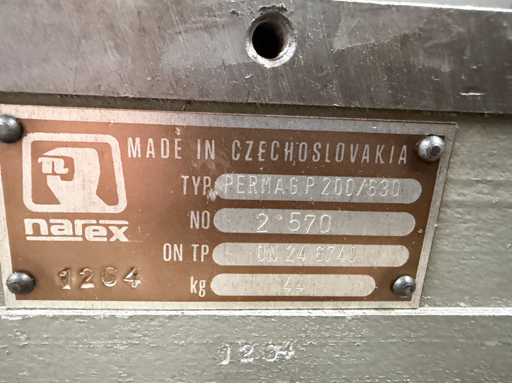 MADE IN CZECHOSLOVAKIA
TYP PERMAG P 200/630
narex
NO 2 570
ON TP ON 24 6740
1264
kg 44
1264